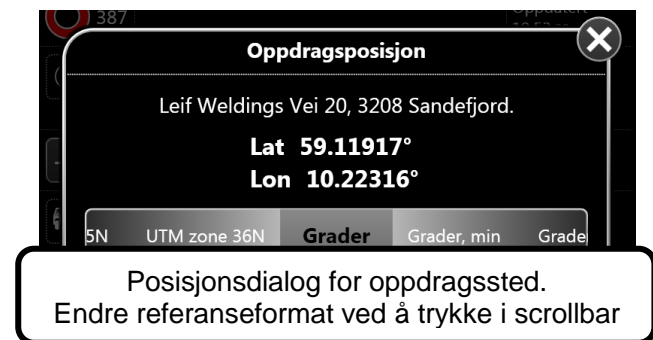 387
Oppdragsposisjon
Leif Weldings Vei 20, 3208 Sandefjord.
Lat 59.11917°
Lon 10.22316°
5N UTM zone 36N Grader Grader, min Grade
Posisjonsdialog for oppdragssted.
Endre referanseformat ved å trykke i scrollbar